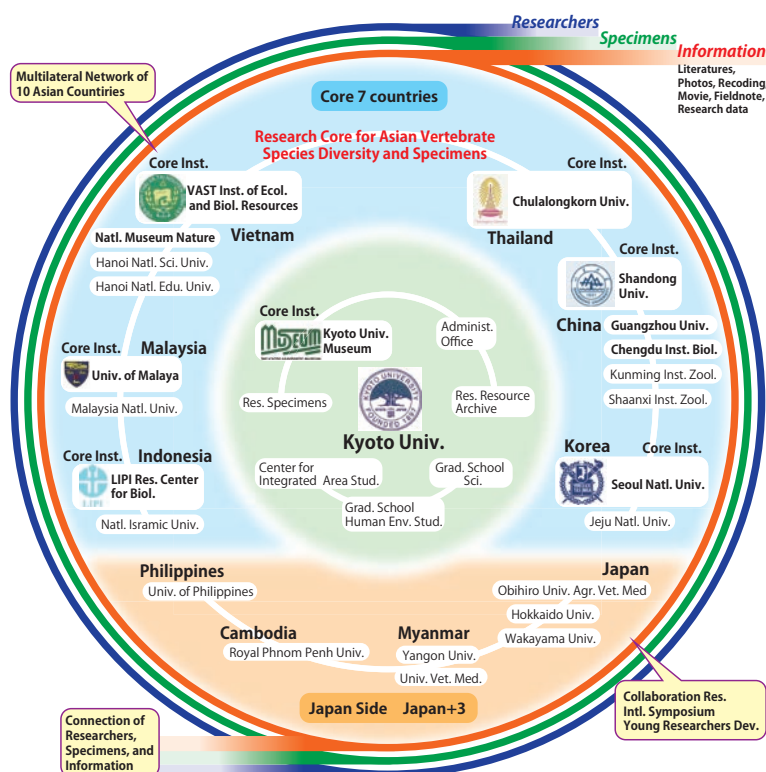 Researchers
Specimens
Information
Literatures,
Photos, Recoding
Movie, Fieldnote,
Research data
Multilateral Network of
10 Asian Countiries
Core 7 countries
Research Core for Asian Vertebrate
Species Diversity and Specimens
Core Inst.
VAST Inst. of Ecol.
and Biol. Resources
Vietnam
Natl. Museum Nature
Hanoi Natl. Sci. Univ.
Hanoi Natl. Edu. Univ.
Core Inst.
Chulalongkorn Univ.
Thailand
Core Inst.
Shandong
Univ.
China
Guangzhou Univ.
Chengdu Inst. Biol.
Kunming Inst. Zool.
Shaanxi Inst. Zool.
Core Inst.
Malaysia
Univ. of Malaya
Malaysia Natl. Univ.
Core Inst.
MUSEUM
Kyoto Univ.
Museum
Administ.
Office
Res. Specimens
Res. Resource
Archive
KYOTO UNIVERSITY
FOUNDED 1897
Kyoto Univ.
Center for
Integrated Area Stud.
Grad. School
Sci.
Grad. School
Human Env. Stud.
Core Inst.
Indonesia
LIPI
LIPI Res. Center
for Biol.
Natl. Isramic Univ.
Korea
Core Inst.
Seoul Natl. Univ.
Jeju Natl. Univ.
Philippines
Univ. of Philippines
Cambodia
Royal Phnom Penh Univ.
Myanmar
Yangon Univ.
Univ. Vet. Med.
Japan
Obihiro Univ. Agr. Vet. Med
Hokkaido Univ.
Wakayama Univ.
Japan Side Japan+3
Connection of
Researchers,
Specimens, and
Information
Collaboration Res.
Intl. Symposium
Young Researchers Dev.